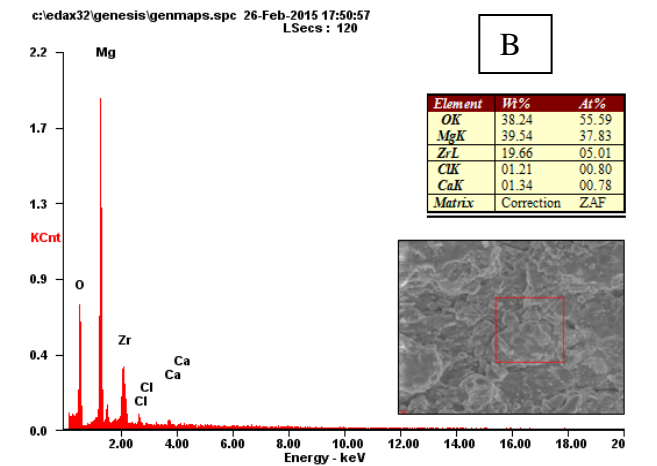 c:\edax32\genesis\genmaps.spc 26-Feb-2015 17:50:57
LSecs : 120
B
2.2
1.7
1.3
KCnt
0.9
0.4
0.0
Mg
O
Zr
Cl
Cl
Ca
Ca
2.00 4.00 6.00 8.00 10.00 12.00 14.00 16.00 18.00 20
Energy - keV
Element Wt% At%
OK 38.24 55.59
MgK 39.54 37.83
ZrL 19.66 05.01
ClK 01.21 00.80
CaK 01.34 00.78
Matrix Correction ZAF